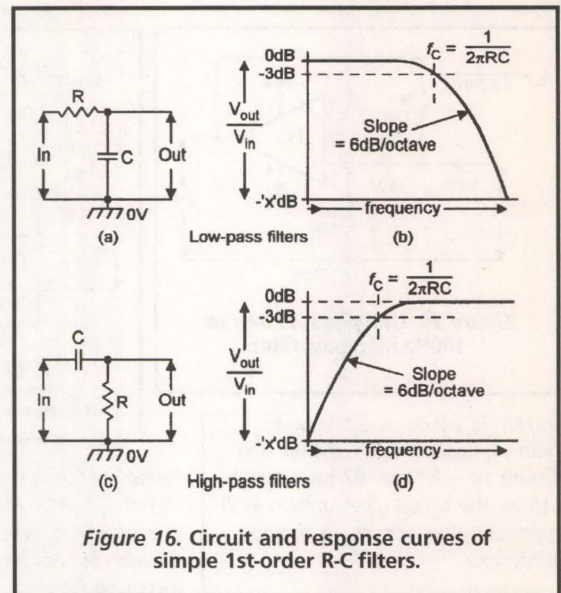 R
In
C
Out
0V
(a)
0dB
-3dB
V_out
V_in
-'x'dB
f_C = 1
2πRC
Slope
= 6dB/octave
frequency
Low-pass filters
(b)
C
In
R
Out
0V
(c)
0dB
-3dB
V_out
V_in
-'x'dB
f_C = 1
2πRC
Slope
= 6dB/octave
frequency
High-pass filters
(d)
Figure 16. Circuit and response curves of
simple 1st-order R-C filters.